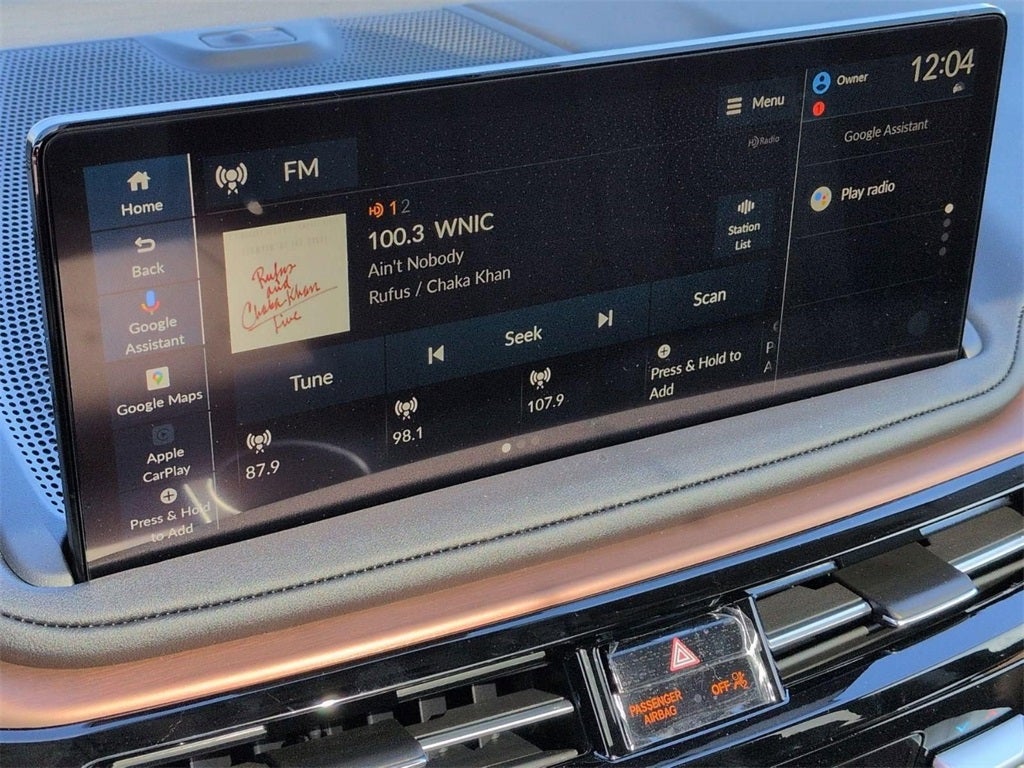 Home
Back
Google
Assistant
Google Maps
Apple
CarPlay
Press & Hold
to Add
FM
Menu
HD Radio
Rufus
and
Chaka Khan
Live
HD 1 2
100.3 WNIC
Ain't Nobody
Rufus / Chaka Khan
Station
List
Tune
Seek
Scan
87.9
98.1
107.9
Press & Hold to
Add
P
A
Owner
12:04
1
Google Assistant
Play radio
PASSENGER
AIRBAG
OFF